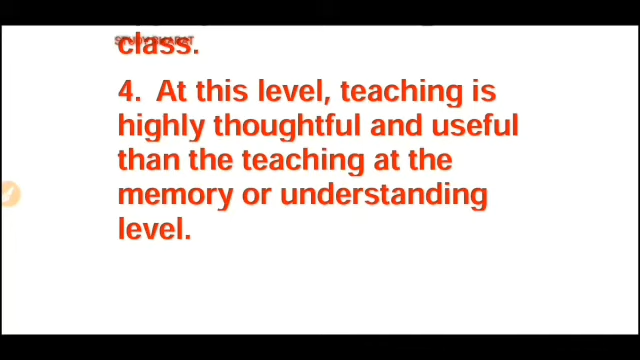 class.
4. At this level, teaching is
highly thoughtful and useful
than the teaching at the
memory or understanding
level.